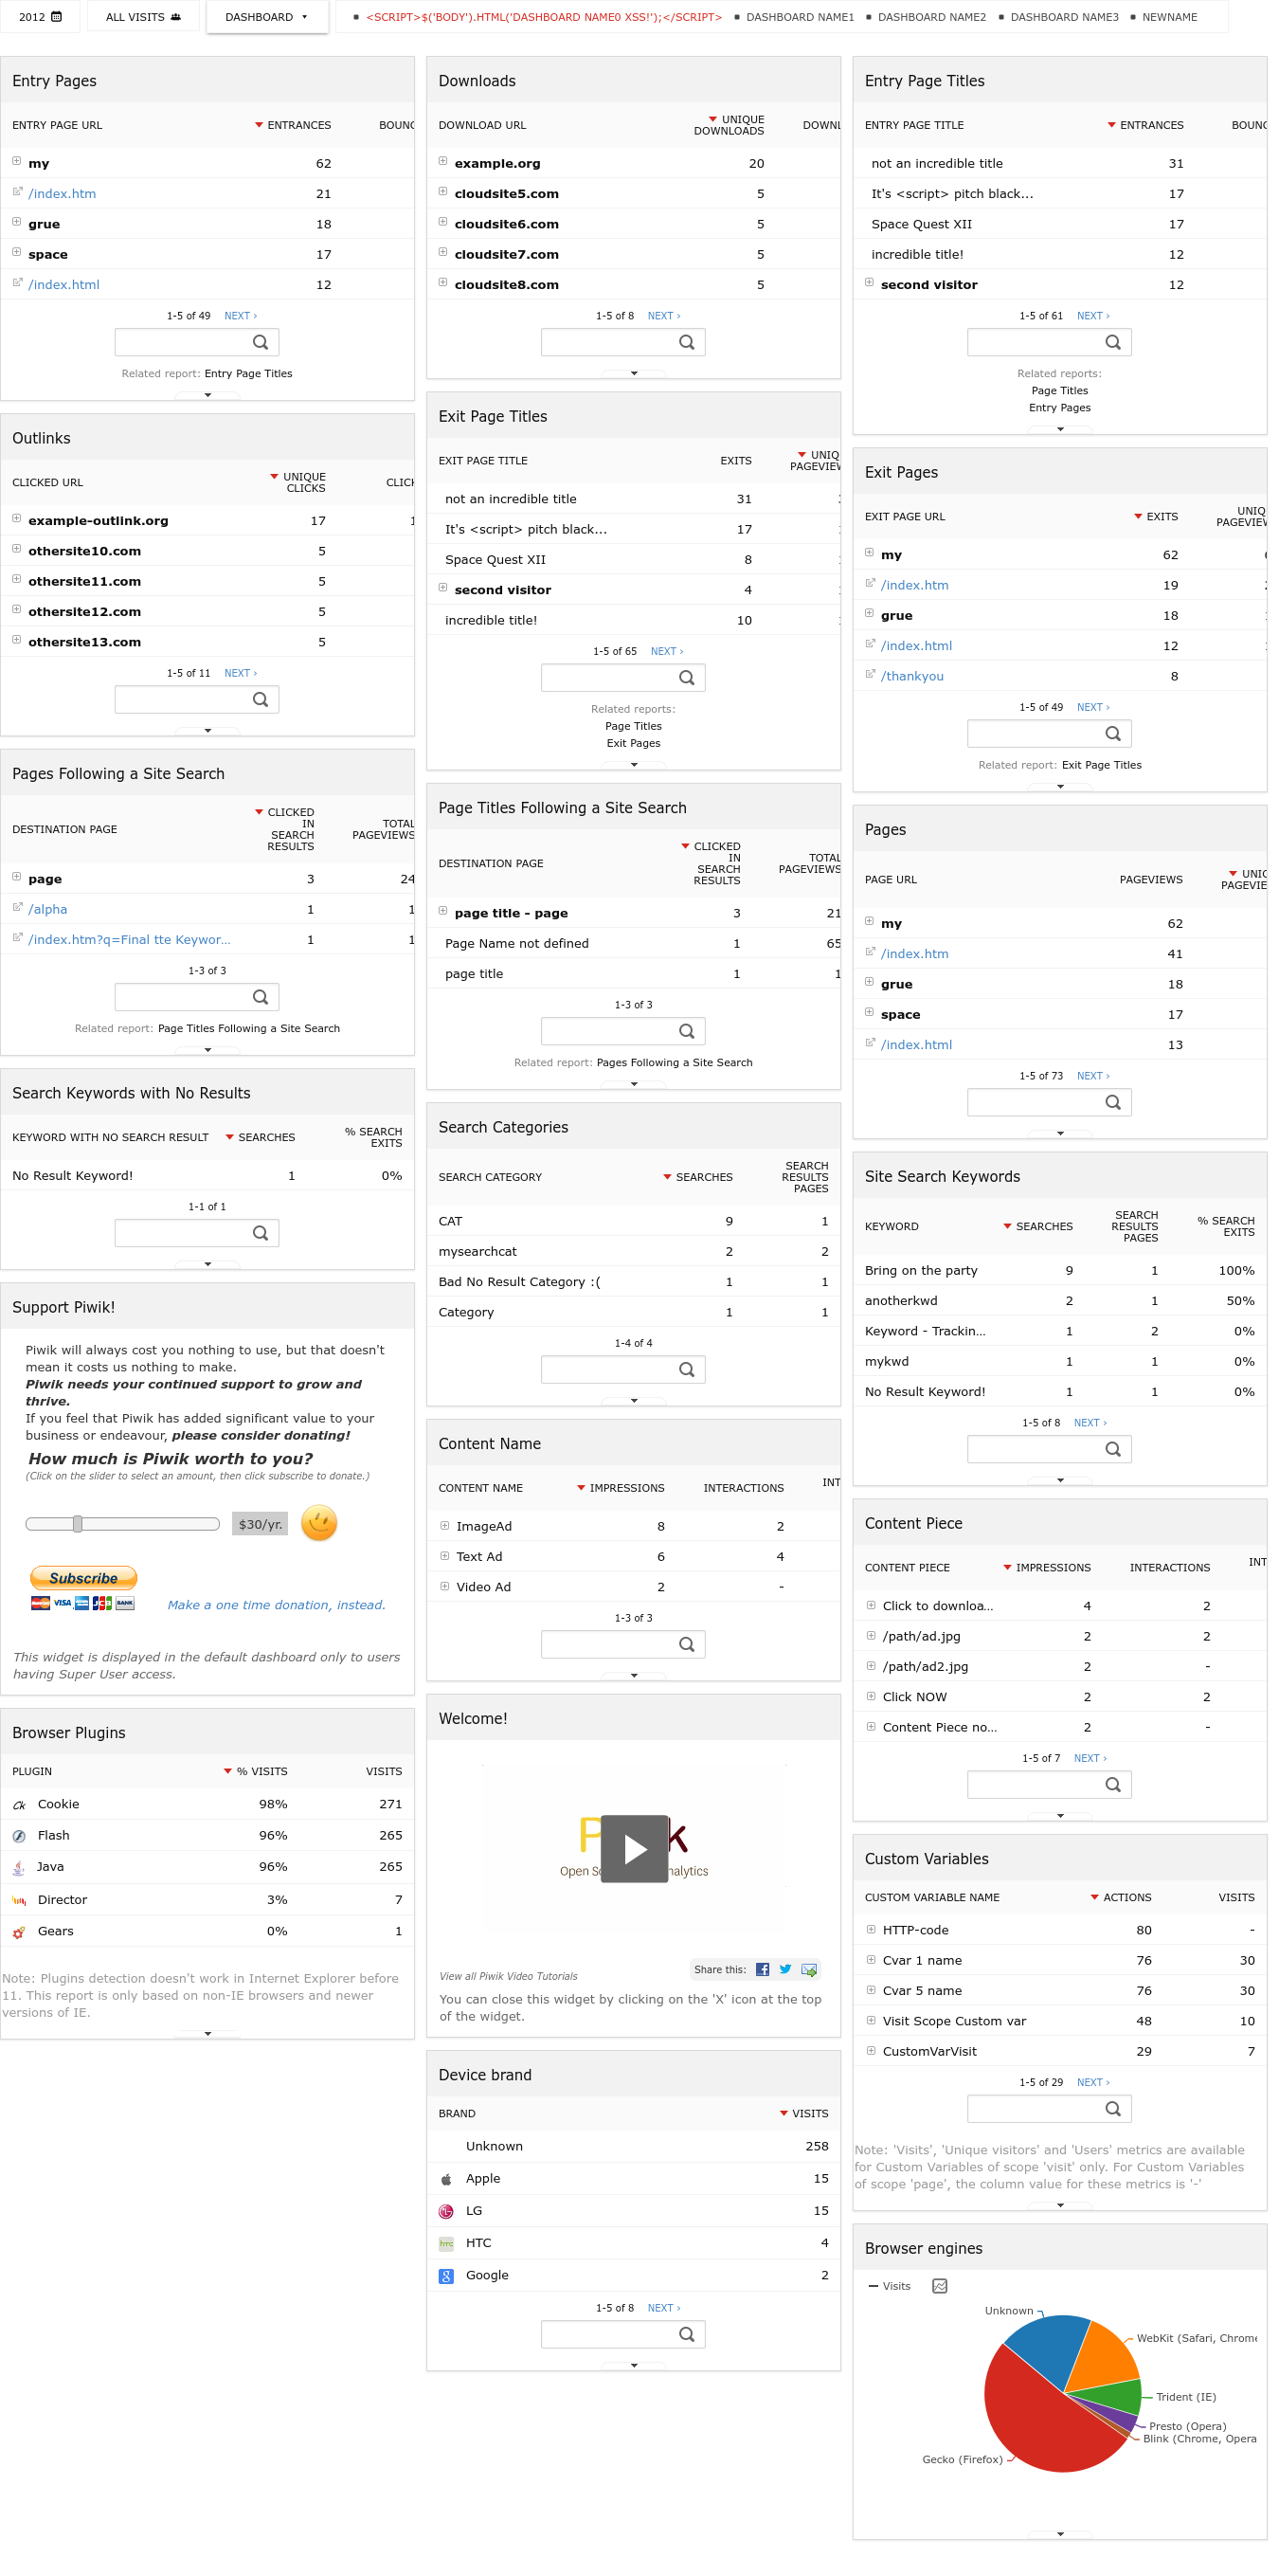 2012 ALL VISITS DASHBOARD <SCRIPT>$('BODY').HTML('DASHBOARD NAME0 XSS!');</SCRIPT> DASHBOARD NAME1 DASHBOARD NAME2 DASHBOARD NAME3 NEWNAME
Entry Pages
ENTRY PAGE URL ENTRANCES BOUNC
my 62
/index.htm 21
grue 18
space 17
/index.html 12
1-5 of 49 NEXT ›
Related report: Entry Page Titles
Outlinks
CLICKED URL UNIQUE CLICKS CLICK
example-outlink.org 17 1
othersite10.com 5
othersite11.com 5
othersite12.com 5
othersite13.com 5
1-5 of 11 NEXT ›
Pages Following a Site Search
DESTINATION PAGE CLICKED IN SEARCH RESULTS TOTAL PAGEVIEWS
page 3 24
/alpha 1 1
/index.htm?q=Final tte Keywor... 1 1
1-3 of 3
Related report: Page Titles Following a Site Search
Search Keywords with No Results
KEYWORD WITH NO SEARCH RESULT SEARCHES % SEARCH EXITS
No Result Keyword! 1 0%
1-1 of 1
Support Piwik!
Piwik will always cost you nothing to use, but that doesn't
mean it costs us nothing to make.
Piwik needs your continued support to grow and
thrive.
If you feel that Piwik has added significant value to your
business or endeavour, please consider donating!
How much is Piwik worth to you?
(Click on the slider to select an amount, then click subscribe to donate.)
$30/yr.
Subscribe
VISA BANK
Make a one time donation, instead.
This widget is displayed in the default dashboard only to users
having Super User access.
Browser Plugins
PLUGIN % VISITS VISITS
Cookie 98% 271
Flash 96% 265
Java 96% 265
Director 3% 7
Gears 0% 1
Note: Plugins detection doesn't work in Internet Explorer before
11. This report is only based on non-IE browsers and newer
versions of IE.
Downloads
DOWNLOAD URL UNIQUE DOWNLOADS DOWNL
example.org 20
cloudsite5.com 5
cloudsite6.com 5
cloudsite7.com 5
cloudsite8.com 5
1-5 of 8 NEXT ›
Exit Page Titles
EXIT PAGE TITLE EXITS UNIQ PAGEVIEW
not an incredible title 31
It's <script> pitch black... 17
Space Quest XII 8
second visitor 4
incredible title! 10
1-5 of 65 NEXT ›
Related reports:
Page Titles
Exit Pages
Page Titles Following a Site Search
DESTINATION PAGE CLICKED IN SEARCH RESULTS TOTAL PAGEVIEWS
page title - page 3 21
Page Name not defined 1 65
page title 1 1
1-3 of 3
Related report: Pages Following a Site Search
Search Categories
SEARCH CATEGORY SEARCHES SEARCH RESULTS PAGES
CAT 9 1
mysearchcat 2 2
Bad No Result Category :( 1 1
Category 1 1
1-4 of 4
Content Name
CONTENT NAME IMPRESSIONS INTERACTIONS INT
ImageAd 8 2
Text Ad 6 4
Video Ad 2 -
1-3 of 3
Welcome!
P k
Open So nalytics
View all Piwik Video Tutorials Share this:
You can close this widget by clicking on the 'X' icon at the top
of the widget.
Device brand
BRAND VISITS
Unknown 258
Apple 15
LG 15
HTC 4
Google 2
1-5 of 8 NEXT ›
Entry Page Titles
ENTRY PAGE TITLE ENTRANCES BOUNC
not an incredible title 31
It's <script> pitch black... 17
Space Quest XII 17
incredible title! 12
second visitor 12
1-5 of 61 NEXT ›
Related reports:
Page Titles
Entry Pages
Exit Pages
EXIT PAGE URL EXITS UNIQ PAGEVIEW
my 62
/index.htm 19
grue 18
/index.html 12
/thankyou 8
1-5 of 49 NEXT ›
Related report: Exit Page Titles
Pages
PAGE URL PAGEVIEWS UNIQ PAGEVIE
my 62
/index.htm 41
grue 18
space 17
/index.html 13
1-5 of 73 NEXT ›
Site Search Keywords
KEYWORD SEARCHES SEARCH RESULTS PAGES % SEARCH EXITS
Bring on the party 9 1 100%
anotherkwd 2 1 50%
Keyword - Trackin... 1 2 0%
mykwd 1 1 0%
No Result Keyword! 1 1 0%
1-5 of 8 NEXT ›
Content Piece
CONTENT PIECE IMPRESSIONS INTERACTIONS INT
Click to downloa... 4 2
/path/ad.jpg 2 2
/path/ad2.jpg 2 -
Click NOW 2 2
Content Piece no... 2 -
1-5 of 7 NEXT ›
Custom Variables
CUSTOM VARIABLE NAME ACTIONS VISITS
HTTP-code 80 -
Cvar 1 name 76 30
Cvar 5 name 76 30
Visit Scope Custom var 48 10
CustomVarVisit 29 7
1-5 of 29 NEXT ›
Note: 'Visits', 'Unique visitors' and 'Users' metrics are available
for Custom Variables of scope 'visit' only. For Custom Variables
of scope 'page', the column value for these metrics is '-'
Browser engines
Visits
Unknown
WebKit (Safari, Chrome
Trident (IE)
Presto (Opera)
Blink (Chrome, Opera
Gecko (Firefox)